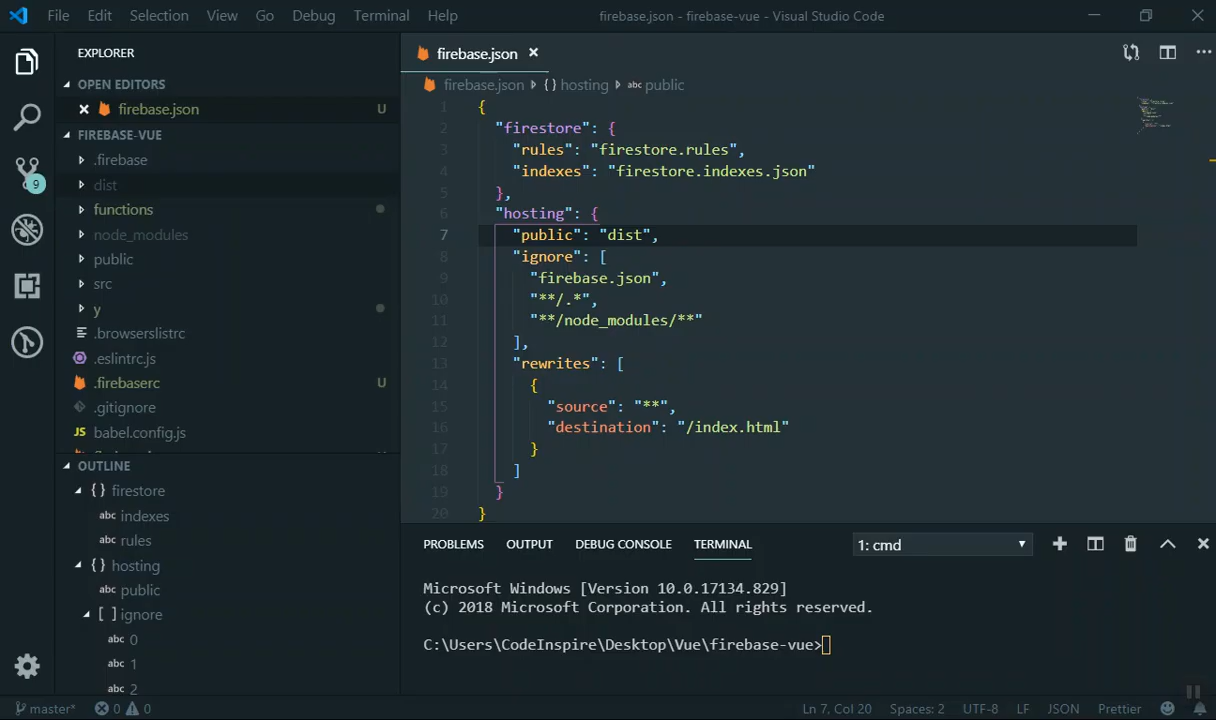 File Edit Selection View Go Debug Terminal Help
firebase.json - firebase-vue - Visual Studio Code
EXPLORER
OPEN EDITORS
firebase.json U
FIREBASE-VUE
.firebase
dist
functions
node_modules
public
src
y
.browserslistrc
.eslintrc.js
.firebaserc U
.gitignore
JS babel.config.js
OUTLINE
{ } firestore
abc indexes
abc rules
{ } hosting
abc public
[ ] ignore
abc 0
abc 1
abc 2
9
firebase.json
firebase.json { } hosting abc public
1 {
2 "firestore": {
3 "rules": "firestore.rules",
4 "indexes": "firestore.indexes.json"
5 },
6 "hosting": {
7 "public": "dist",
8 "ignore": [
9 "firebase.json",
10 "**/.*",
11 "**/node_modules/**"
12 ],
13 "rewrites": [
14 {
15 "source": "**",
16 "destination": "/index.html"
17 }
18 ]
19 }
20 }
PROBLEMS OUTPUT DEBUG CONSOLE TERMINAL 1: cmd
Microsoft Windows [Version 10.0.17134.829]
(c) 2018 Microsoft Corporation. All rights reserved.
C:\Users\CodeInspire\Desktop\Vue\firebase-vue>
master* 0 0 Ln 7, Col 20 Spaces: 2 UTF-8 LF JSON Prettier